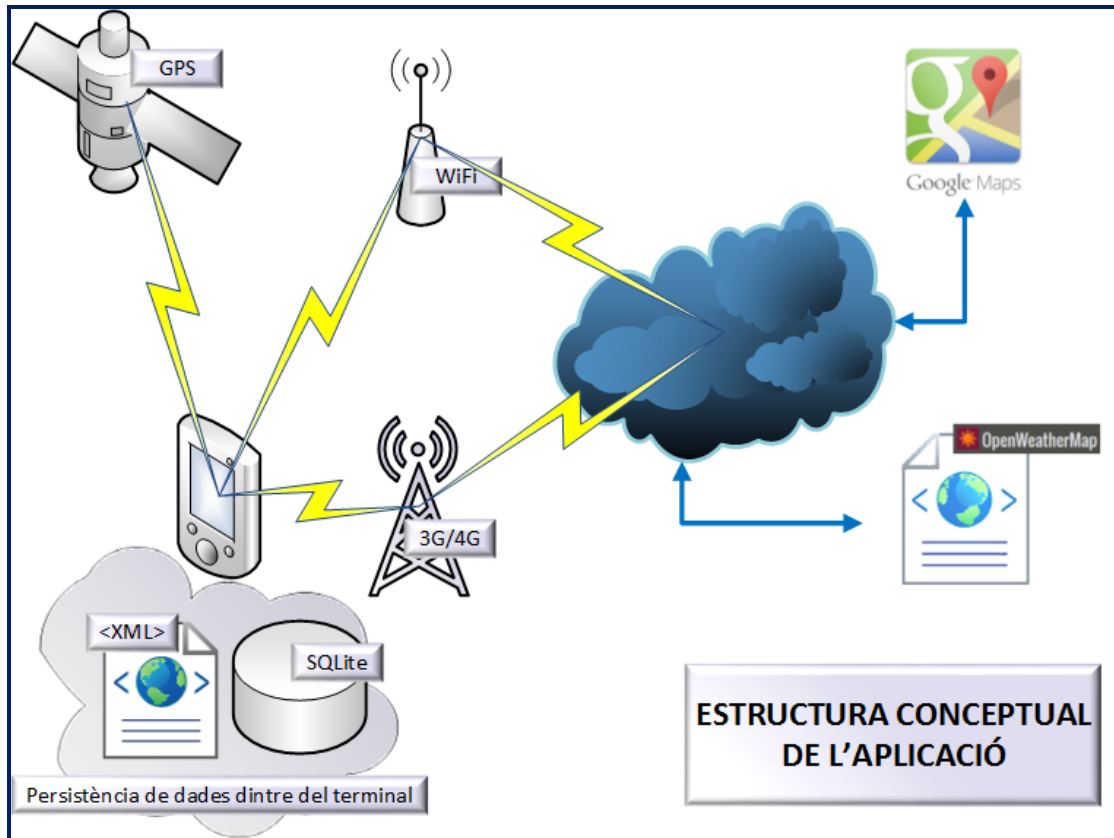 GPS
WiFi
Google Maps
OpenWeatherMap
3G/4G
<XML>
SQLite
ESTRUCTURA CONCEPTUAL
DE L'APLICACIÓ
Persistència de dades dintre del terminal